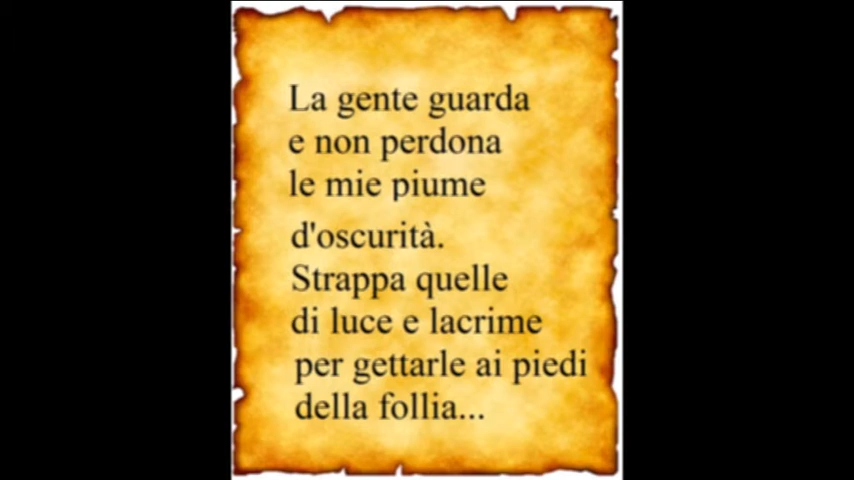 La gente guarda
e non perdona
le mie piume
d'oscurità.
Strappa quelle
di luce e lacrime
per gettarle ai piedi
della follia...